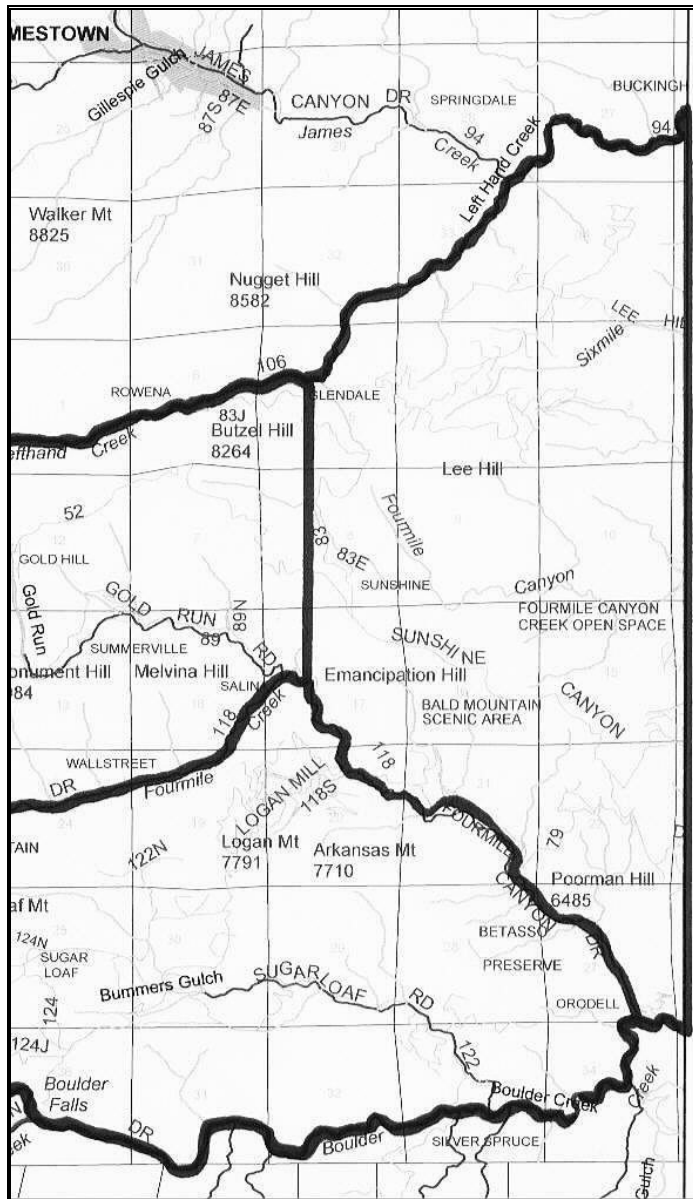 MESTOWN
JAMES
Gillespie Gulch
87E
87S
CANYON DR
SPRINGDALE
BUCKINGH
James
Creek
94
94
Left Hand Creek
Walker Mt
8825
Nugget Hill
8582
LEE HIL
Sixmile
106
ROWENA
GLENDALE
83J
Butzel Hill
8264
efthand Creek
Lee Hill
52
Fourmile
83
83E
GOLD HILL
SUNSHINE
Canyon
Gold Run
GOLD RUN RD
89
89N
FOURMILE CANYON
CREEK OPEN SPACE
SUMMERVILLE
SUNSHINE
onument Hill
984
Melvina Hill
SALIN
Emancipation Hill
Creek
118
BALD MOUNTAIN
SCENIC AREA
CANYON
WALLSTREET
118
DR
Fourmile
LOGAN MILL
118S
FOURMILE
79
D
TAIN
122N
Logan Mt
7791
Arkansas Mt
7710
CANYON
Poorman Hill
6485
af Mt
124N
BETASSO
DR
SUGAR
LOAF
PRESERVE
Bummers Gulch
SUGARLOAF RD
ORODELL
124
122
124J
Boulder
Falls
Boulder Creek
Creek
N
DR
Boulder
SILVER SPRUCE
eek
Gulch